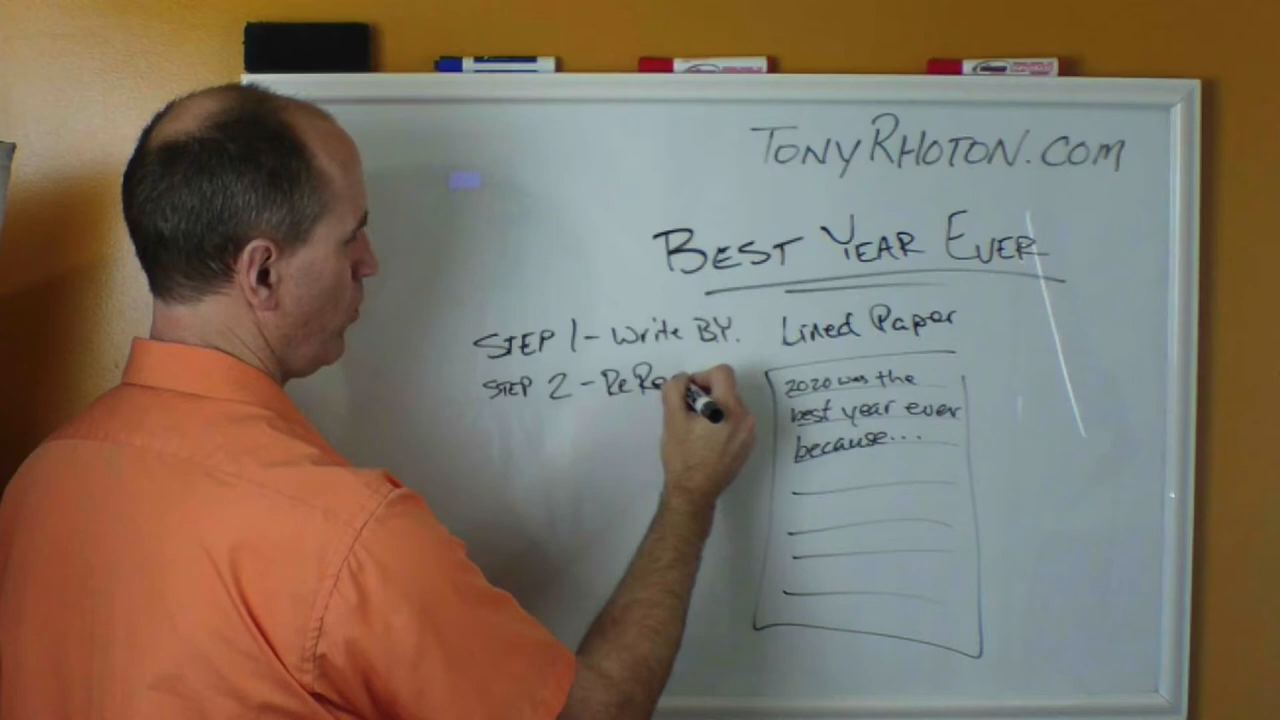 TONYRHOTON.COM
BEST YEAR EVER
STEP 1 - Write B.Y. Lined Paper
STEP 2 - ReRe
2020 was the
best year ever
because...